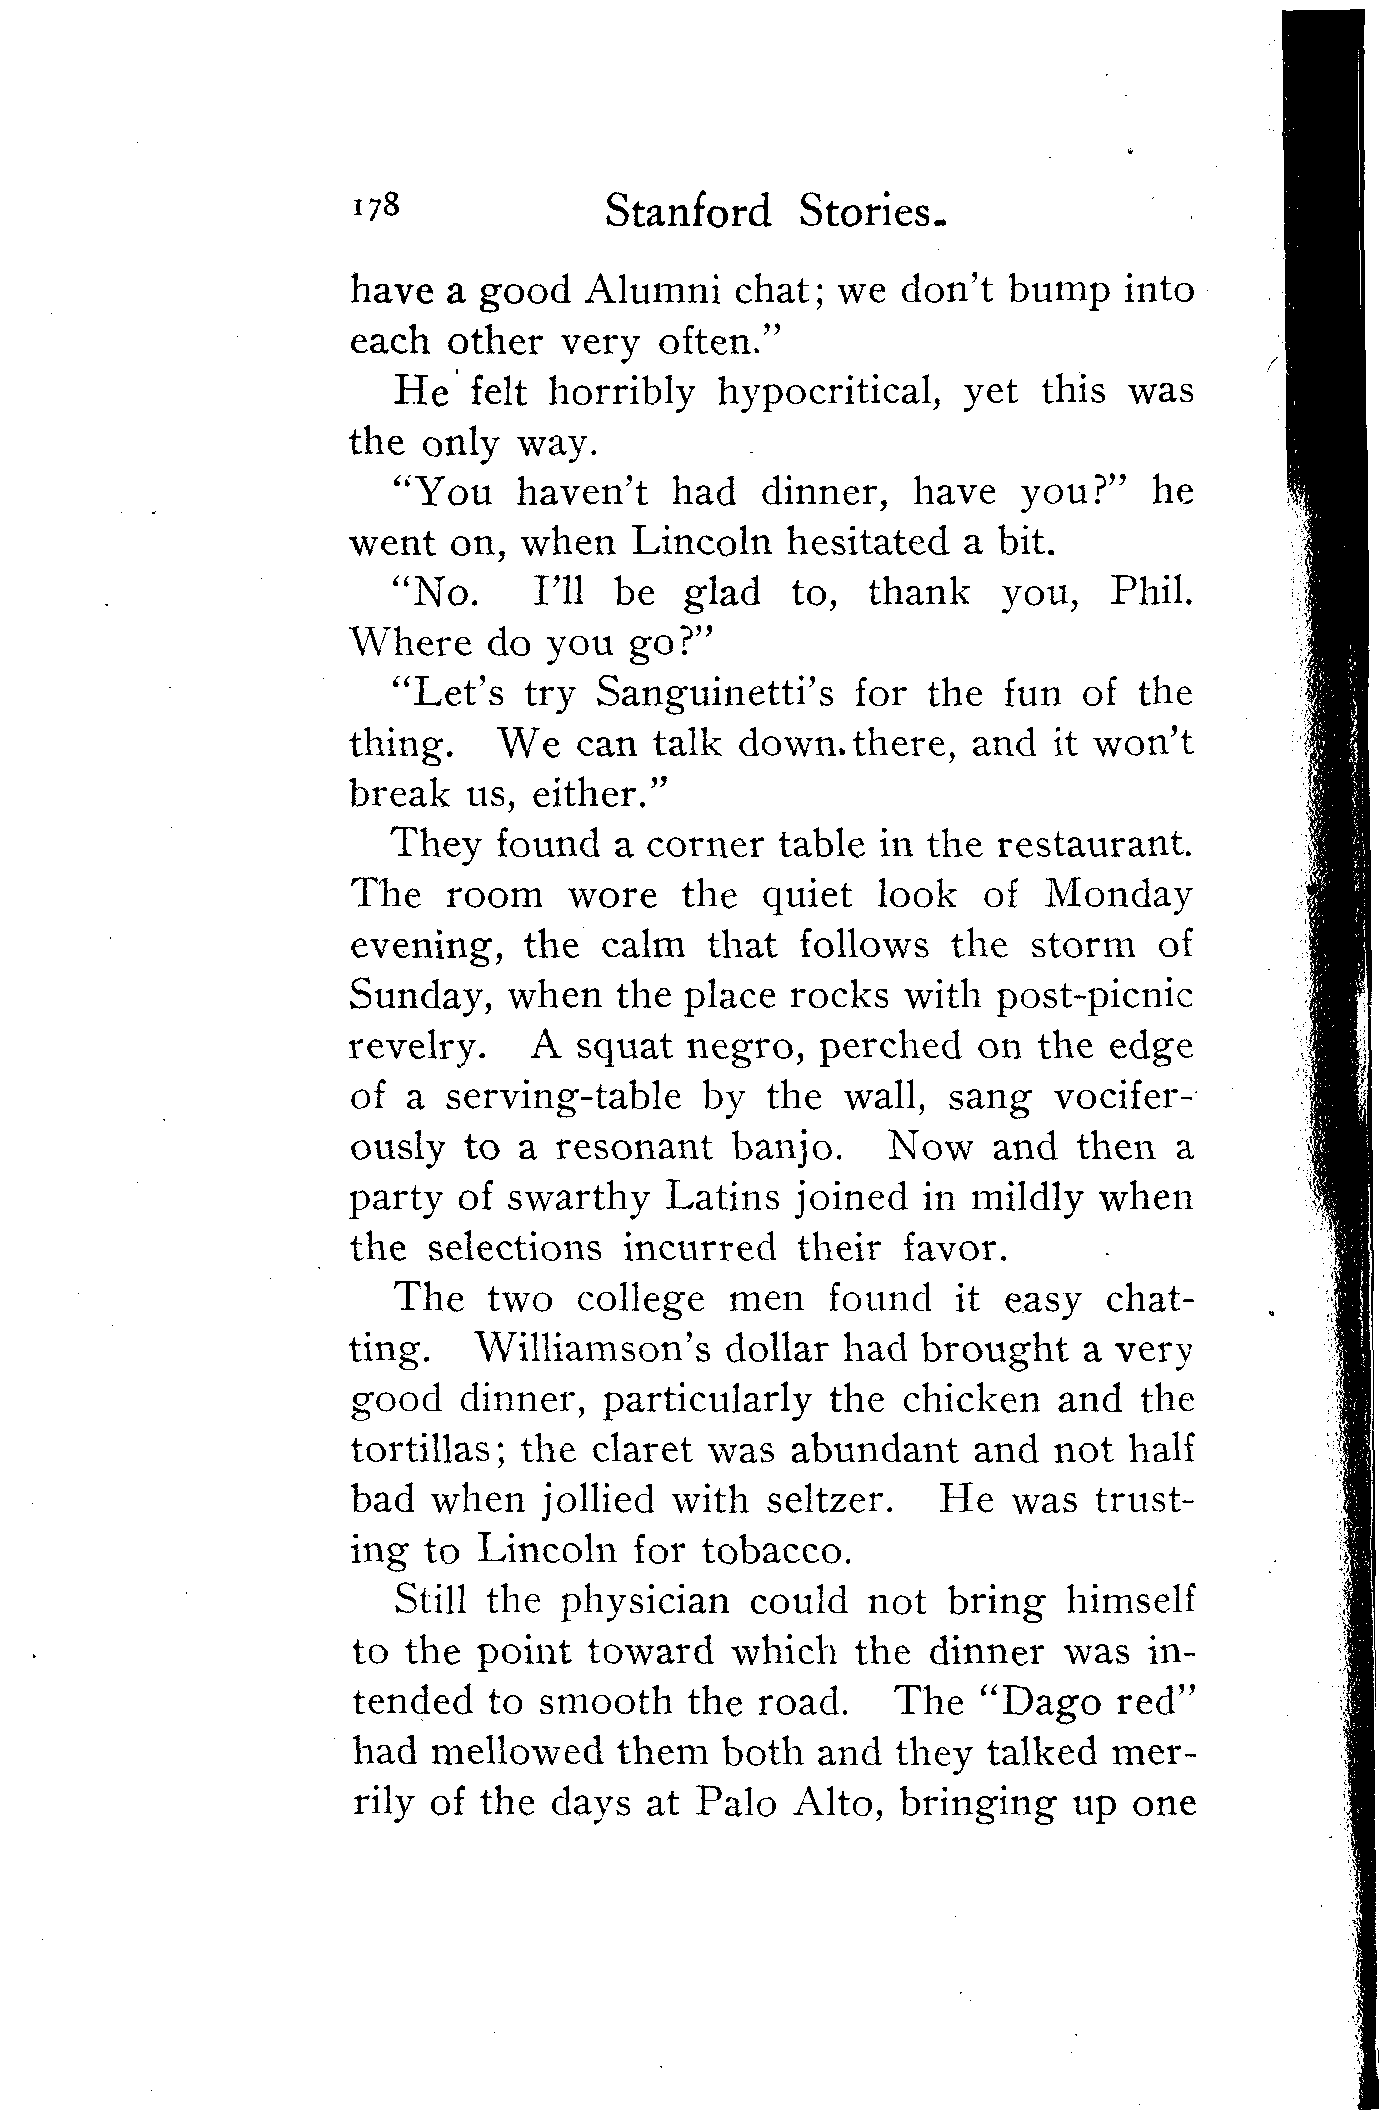 178 Stanford Stories.
have a good Alumni chat; we don't bump into
each other very often."
He felt horribly hypocritical, yet this was
the only way.
"You haven't had dinner, have you?" he
went on, when Lincoln hesitated a bit.
"No. I'll be glad to, thank you, Phil.
Where do you go?"
"Let's try Sanguinetti's for the fun of the
thing. We can talk down there, and it won't
break us, either."
They found a corner table in the restaurant.
The room wore the quiet look of Monday
evening, the calm that follows the storm of
Sunday, when the place rocks with post-picnic
revelry. A squat negro, perched on the edge
of a serving-table by the wall, sang vocifer-
ously to a resonant banjo. Now and then a
party of swarthy Latins joined in mildly when
the selections incurred their favor.
The two college men found it easy chat-
ting. Williamson's dollar had brought a very
good dinner, particularly the chicken and the
tortillas; the claret was abundant and not half
bad when jollied with seltzer. He was trust-
ing to Lincoln for tobacco.
Still the physician could not bring himself
to the point toward which the dinner was in-
tended to smooth the road. The "Dago red"
had mellowed them both and they talked mer-
rily of the days at Palo Alto, bringing up one